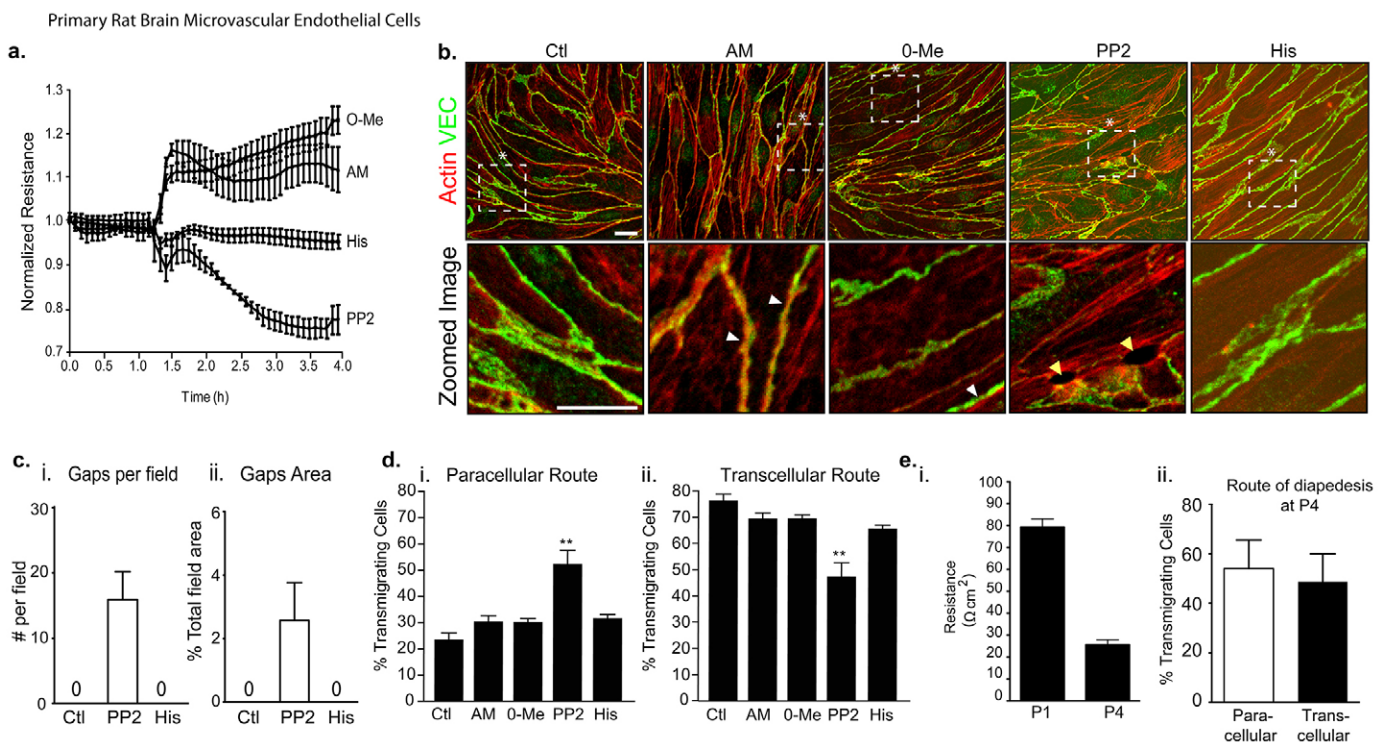 Primary Rat Brain Microvascular Endothelial Cells
a.
Normalized Resistance
1.3
1.2
1.1
1.0
0.9
0.8
0.7
0.0 0.5 1.0 1.5 2.0 2.5 3.0 3.5 4.0
Time (h)
O-Me
AM
His
PP2
b.
Ctl AM 0-Me PP2 His
Actin VEC
Zoomed Image
* * * * *
c.
i. Gaps per field
# per field
30
20
10
0
0 0
Ctl PP2 His
ii. Gaps Area
% Total field area
6
4
2
0
0 0
Ctl PP2 His
d.
i. Paracellular Route
% Transmigrating Cells
80
70
60
50
40
30
20
10
0
**
Ctl AM 0-Me PP2 His
ii. Transcellular Route
% Transmigrating Cells
80
70
60
50
40
30
20
10
0
**
Ctl AM 0-Me PP2 His
e.
i.
Resistance
(Ω cm²)
100
90
80
70
60
50
40
30
20
10
0
P1 P4
ii. Route of diapedesis
at P4
% Transmigrating Cells
80
60
40
20
0
Para-
cellular
Trans-
cellular